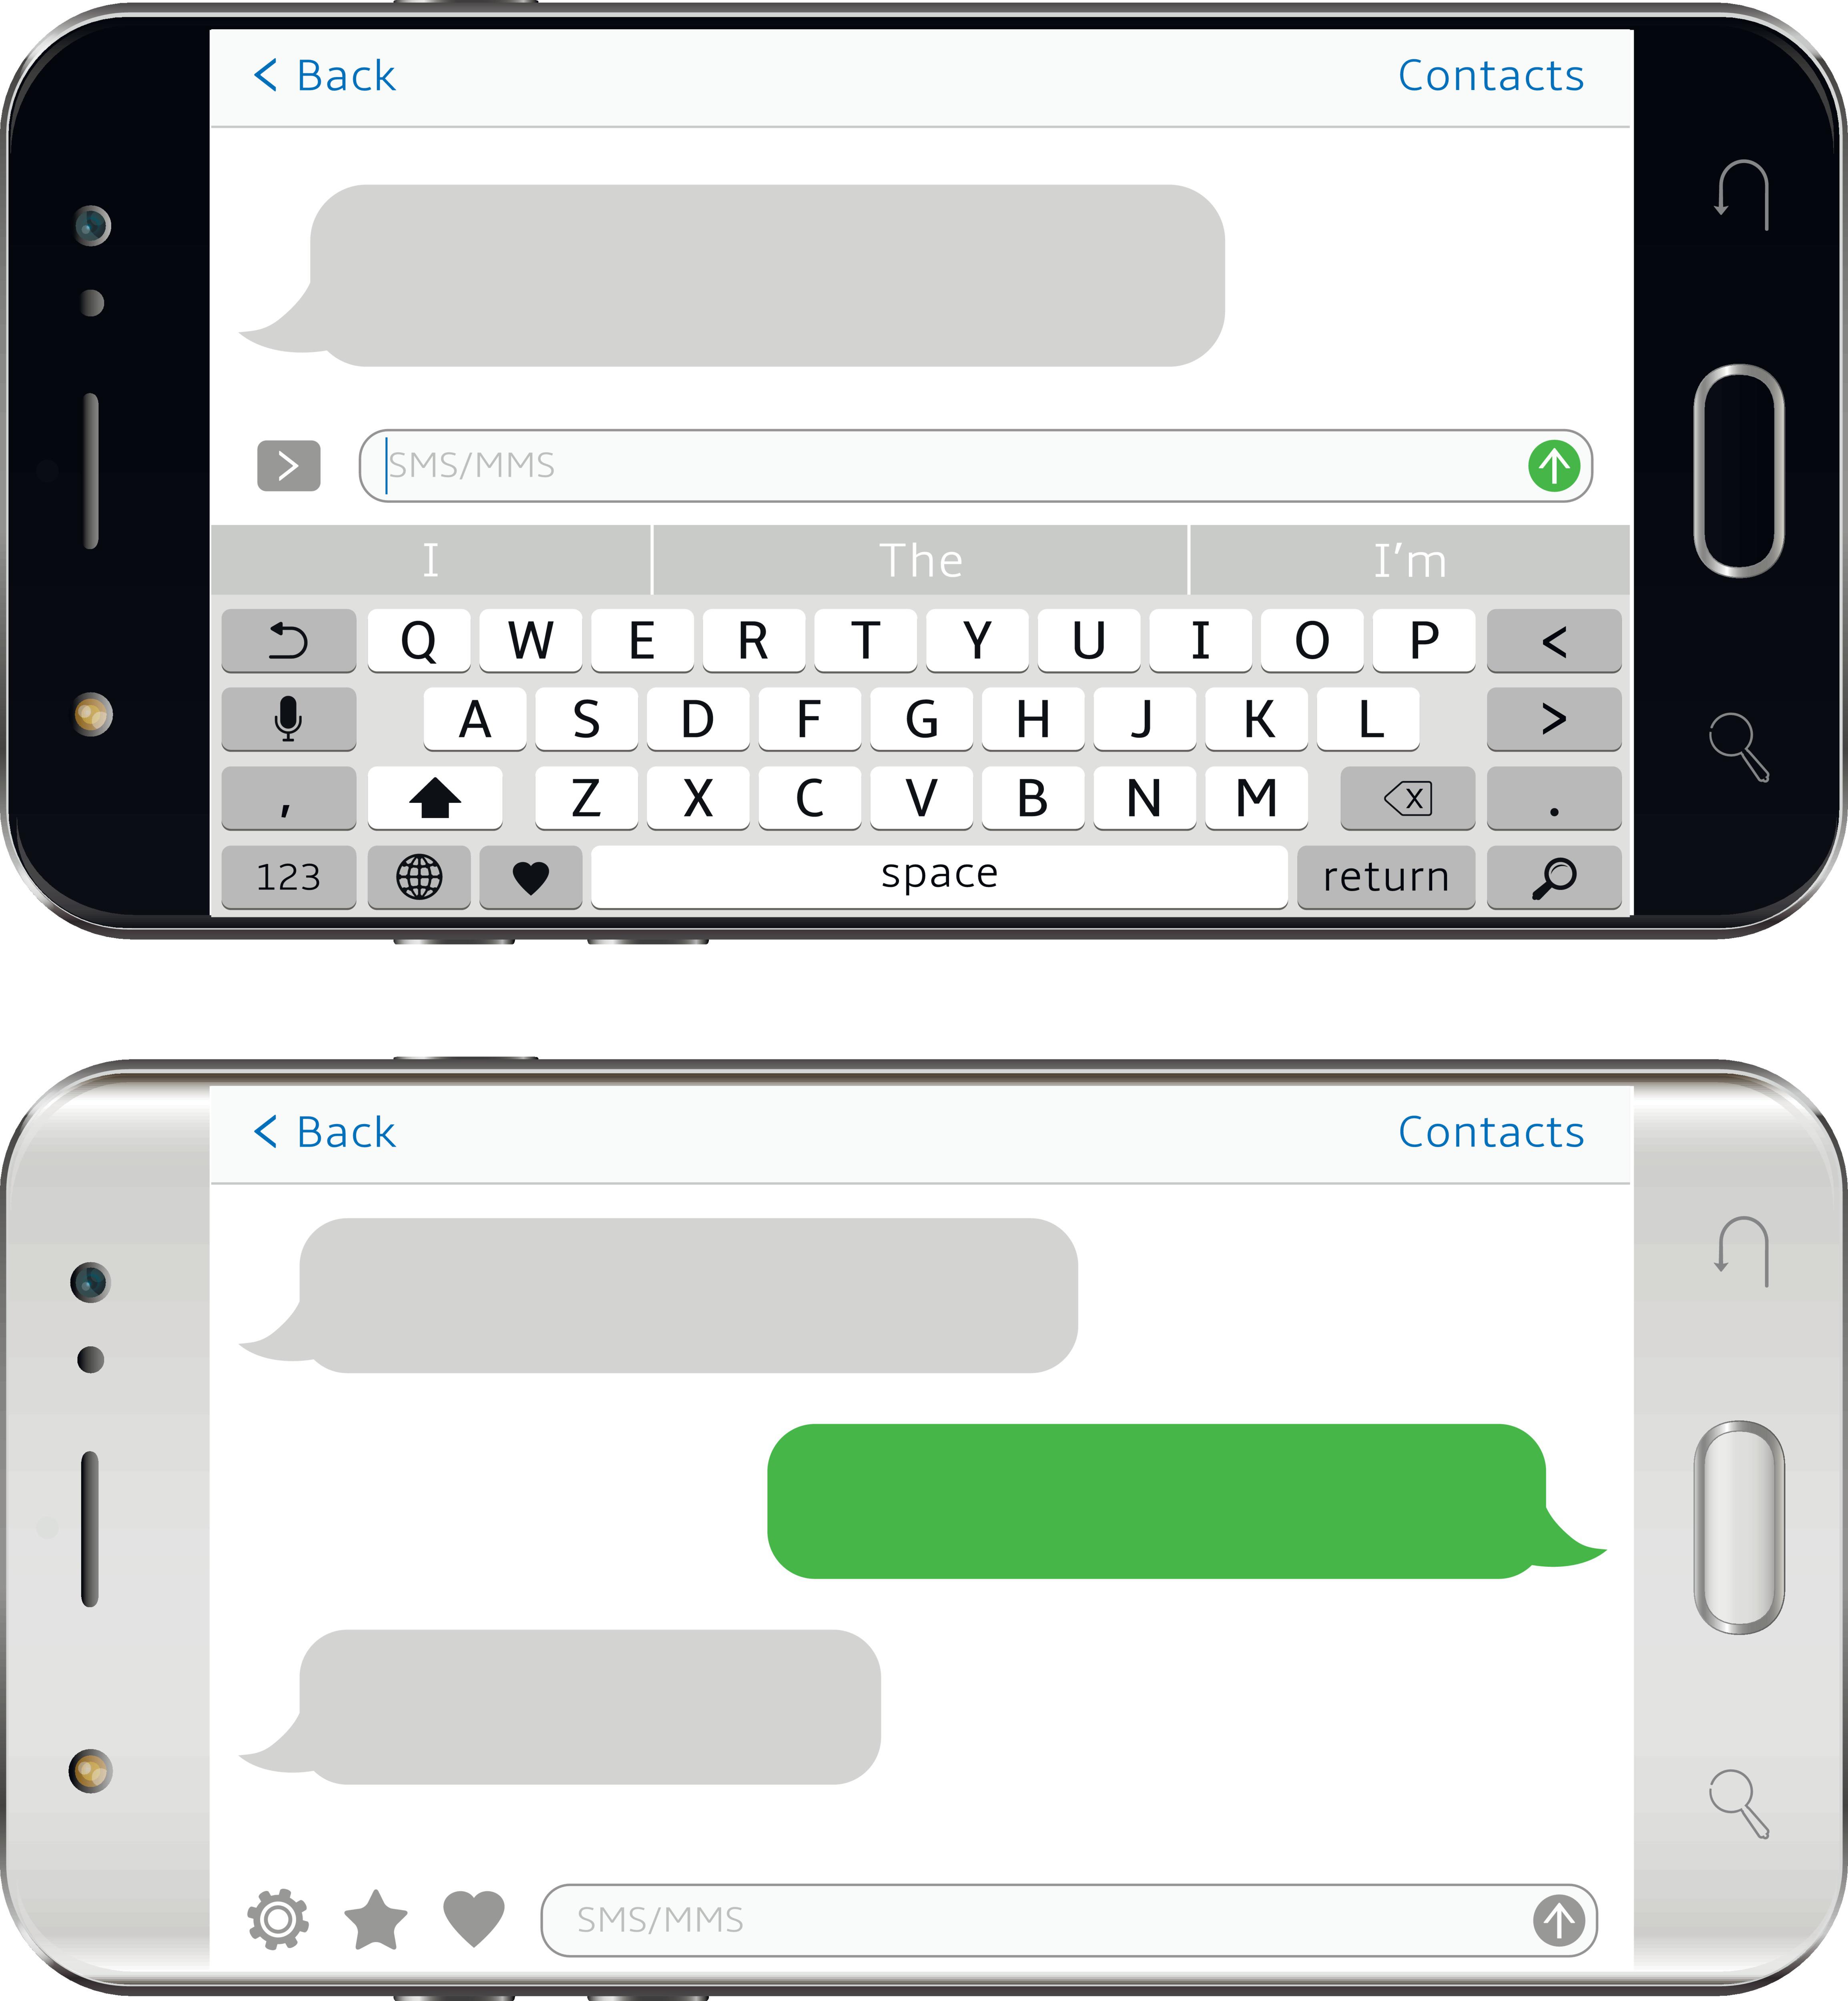 < Back Contacts
SMS/MMS
I The I'm
Q W E R T Y U I O P <
A S D F G H J K L >
, Z X C V B N M X .
123 space return
< Back Contacts
SMS/MMS